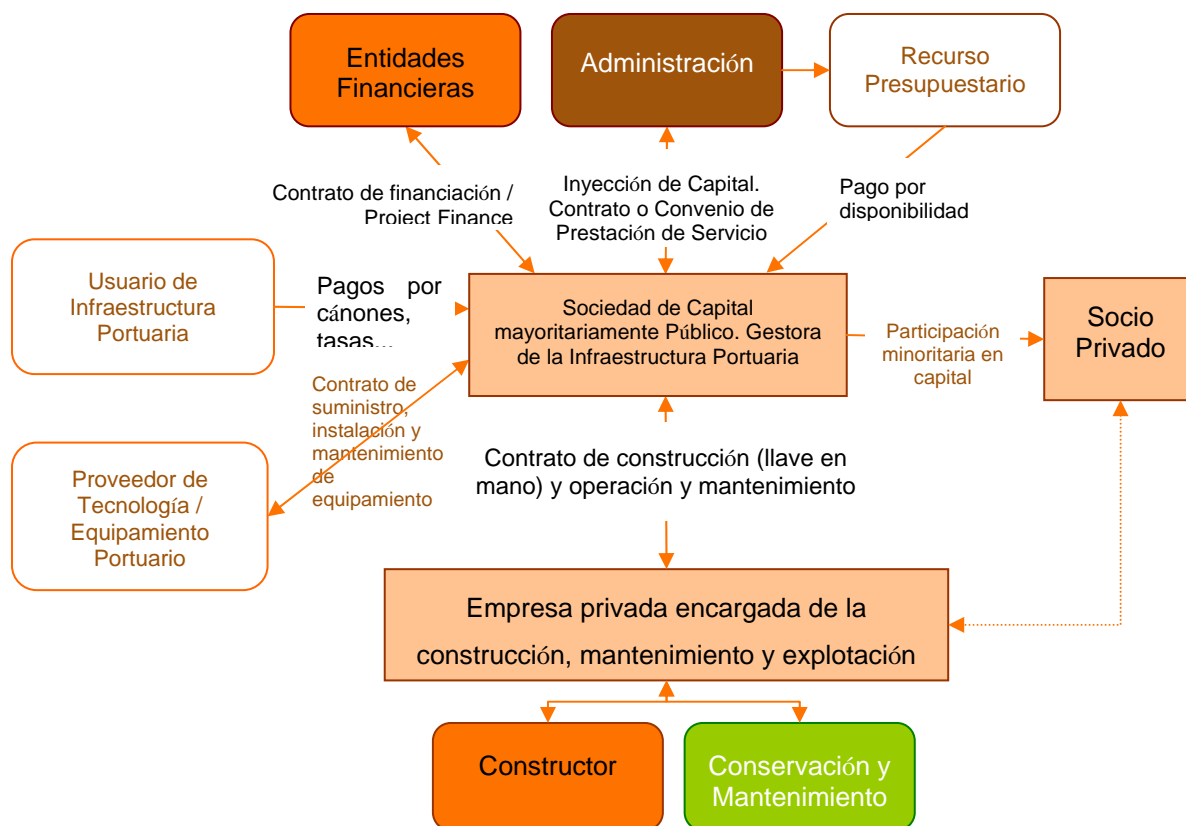 Entidades
Financieras
Administración
Recurso
Presupuestario
Contrato de financiación /
Project Finance
Inyección de Capital.
Contrato o Convenio de
Prestación de Servicio
Pago por
disponibilidad
Usuario de
Infraestructura
Portuaria
Pagos por
cánones,
tasas...
Sociedad de Capital
mayoritariamente Público. Gestora
de la Infraestructura Portuaria
Participación
minoritaria en
capital
Socio
Privado
Contrato de
suministro,
instalación y
mantenimiento
de
equipamiento
Proveedor de
Tecnología /
Equipamiento
Portuario
Contrato de construcción (llave en
mano) y operación y mantenimiento
Empresa privada encargada de la
construcción, mantenimiento y explotación
Constructor
Conservación y
Mantenimiento